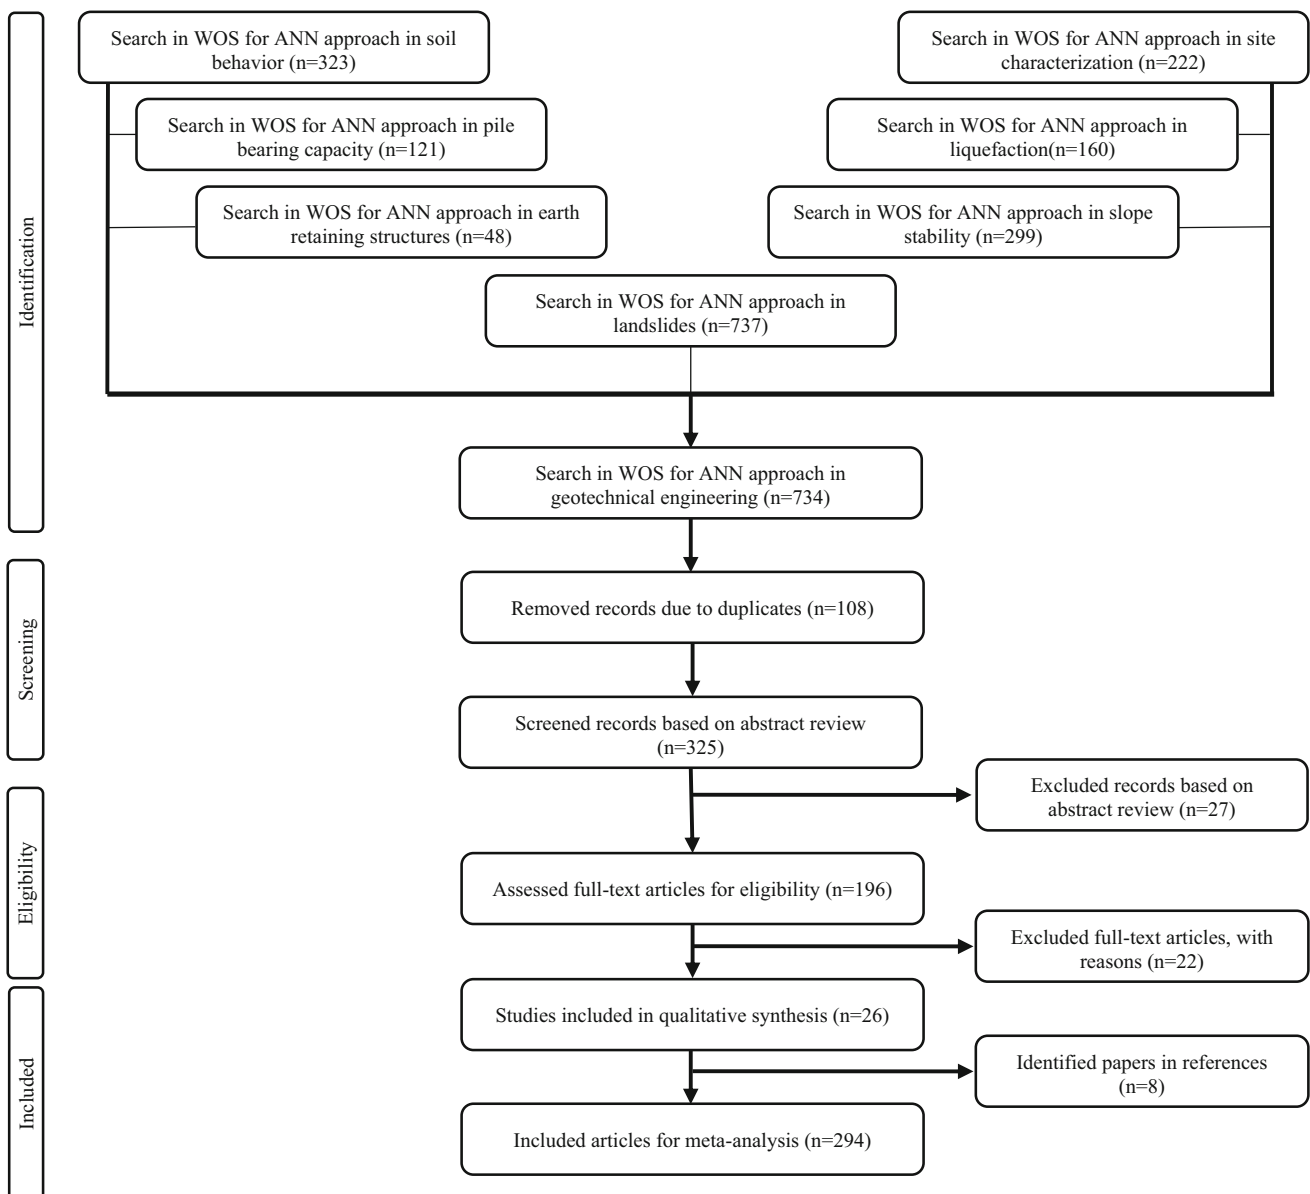 Identification
Search in WOS for ANN approach in soil
behavior (n=323)
Search in WOS for ANN approach in site
characterization (n=222)
Search in WOS for ANN approach in pile
bearing capacity (n=121)
Search in WOS for ANN approach in
liquefaction(n=160)
Search in WOS for ANN approach in earth
retaining structures (n=48)
Search in WOS for ANN approach in slope
stability (n=299)
Search in WOS for ANN approach in
landslides (n=737)
Search in WOS for ANN approach in
geotechnical engineering (n=734)
Screening
Removed records due to duplicates (n=108)
Screened records based on abstract review
(n=325)
Excluded records based on
abstract review (n=27)
Eligibility
Assessed full-text articles for eligibility (n=196)
Excluded full-text articles, with
reasons (n=22)
Included
Studies included in qualitative synthesis (n=26)
Identified papers in references
(n=8)
Included articles for meta-analysis (n=294)